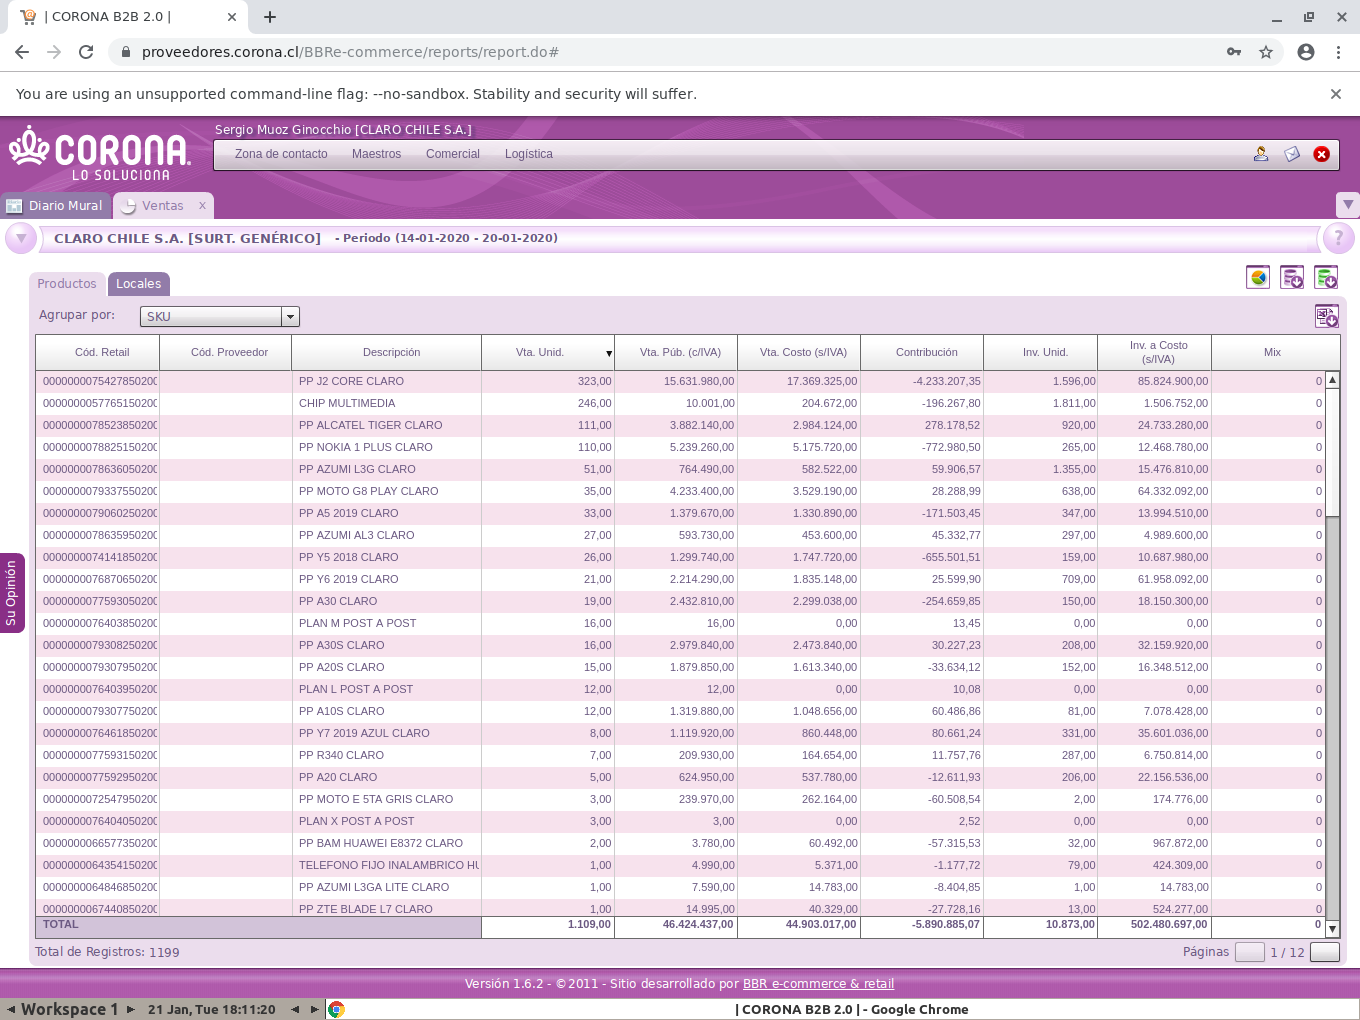 | CORONA B2B 2.0 |
proveedores.corona.cl/BBRe-commerce/reports/report.do#
You are using an unsupported command-line flag: --no-sandbox. Stability and security will suffer.
Sergio Muoz Ginocchio [CLARO CHILE S.A.]
CORONA.
LO SOLUCIONA
Zona de contacto Maestros Comercial Logística
Diario Mural Ventas x
CLARO CHILE S.A. [SURT. GENÉRICO] - Periodo (14-01-2020 - 20-01-2020)
?
Productos Locales
Agrupar por: SKU
Cód. Retail Cód. Proveedor Descripción Vta. Unid. Vta. Púb. (c/IVA) Vta. Costo (s/IVA) Contribución Inv. Unid. Inv. a Costo (s/IVA) Mix
000000007542785020( PP J2 CORE CLARO 323,00 15.631.980,00 17.369.325,00 -4.233.207,35 1.596,00 85.824.900,00 0
000000005776515020( CHIP MULTIMEDIA 246,00 10.001,00 204.672,00 -196.267,80 1.811,00 1.506.752,00 0
000000007852385020( PP ALCATEL TIGER CLARO 111,00 3.882.140,00 2.984.124,00 278.178,52 920,00 24.733.280,00 0
000000007882515020( PP NOKIA 1 PLUS CLARO 110,00 5.239.260,00 5.175.720,00 -772.980,50 265,00 12.468.780,00 0
000000007863605020( PP AZUMI L3G CLARO 51,00 764.490,00 582.522,00 59.906,57 1.355,00 15.476.810,00 0
000000007933755020( PP MOTO G8 PLAY CLARO 35,00 4.233.400,00 3.529.190,00 28.288,99 638,00 64.332.092,00 0
000000007906025020( PP A5 2019 CLARO 33,00 1.379.670,00 1.330.890,00 -171.503,45 347,00 13.994.510,00 0
000000007863595020( PP AZUMI AL3 CLARO 27,00 593.730,00 453.600,00 45.332,77 297,00 4.989.600,00 0
000000007414185020( PP Y5 2018 CLARO 26,00 1.299.740,00 1.747.720,00 -655.501,51 159,00 10.687.980,00 0
000000007687065020( PP Y6 2019 CLARO 21,00 2.214.290,00 1.835.148,00 25.599,90 709,00 61.958.092,00 0
000000007759305020( PP A30 CLARO 19,00 2.432.810,00 2.299.038,00 -254.659,85 150,00 18.150.300,00 0
000000007640385020( PLAN M POST A POST 16,00 16,00 0,00 13,45 0,00 0,00 0
000000007930825020( PP A30S CLARO 16,00 2.979.840,00 2.473.840,00 30.227,23 208,00 32.159.920,00 0
000000007930795020( PP A20S CLARO 15,00 1.879.850,00 1.613.340,00 -33.634,12 152,00 16.348.512,00 0
000000007640395020( PLAN L POST A POST 12,00 12,00 0,00 10,08 0,00 0,00 0
000000007930775020( PP A10S CLARO 12,00 1.319.880,00 1.048.656,00 60.486,86 81,00 7.078.428,00 0
000000007646185020( PP Y7 2019 AZUL CLARO 8,00 1.119.920,00 860.448,00 80.661,24 331,00 35.601.036,00 0
000000007759315020( PP R340 CLARO 7,00 209.930,00 164.654,00 11.757,76 287,00 6.750.814,00 0
000000007759295020( PP A20 CLARO 5,00 624.950,00 537.780,00 -12.611,93 206,00 22.156.536,00 0
000000007254795020( PP MOTO E 5TA GRIS CLARO 3,00 239.970,00 262.164,00 -60.508,54 2,00 174.776,00 0
000000007640405020( PLAN X POST A POST 3,00 3,00 0,00 2,52 0,00 0,00 0
000000006657735020( PP BAM HUAWEI E8372 CLARO 2,00 3.780,00 60.492,00 -57.315,53 32,00 967.872,00 0
000000006435415020( TELEFONO FIJO INALAMBRICO HU 1,00 4.990,00 5.371,00 -1.177,72 79,00 424.309,00 0
000000006484685020( PP AZUMI L3GA LITE CLARO 1,00 7.590,00 14.783,00 -8.404,85 1,00 14.783,00 0
000000006744085020( PP ZTE BLADE L7 CLARO 1,00 14.995,00 40.329,00 -27.728,16 13,00 524.277,00 0
TOTAL 1.109,00 46.424.437,00 44.903.017,00 -5.890.885,07 10.873,00 502.480.697,00 0
Su Opinión
Total de Registros: 1199 Páginas 1 / 12
Versión 1.6.2 - ©2011 - Sitio desarrollado por BBR e-commerce & retail
Workspace 1 21 Jan, Tue 18:11:20 | CORONA B2B 2.0 | - Google Chrome